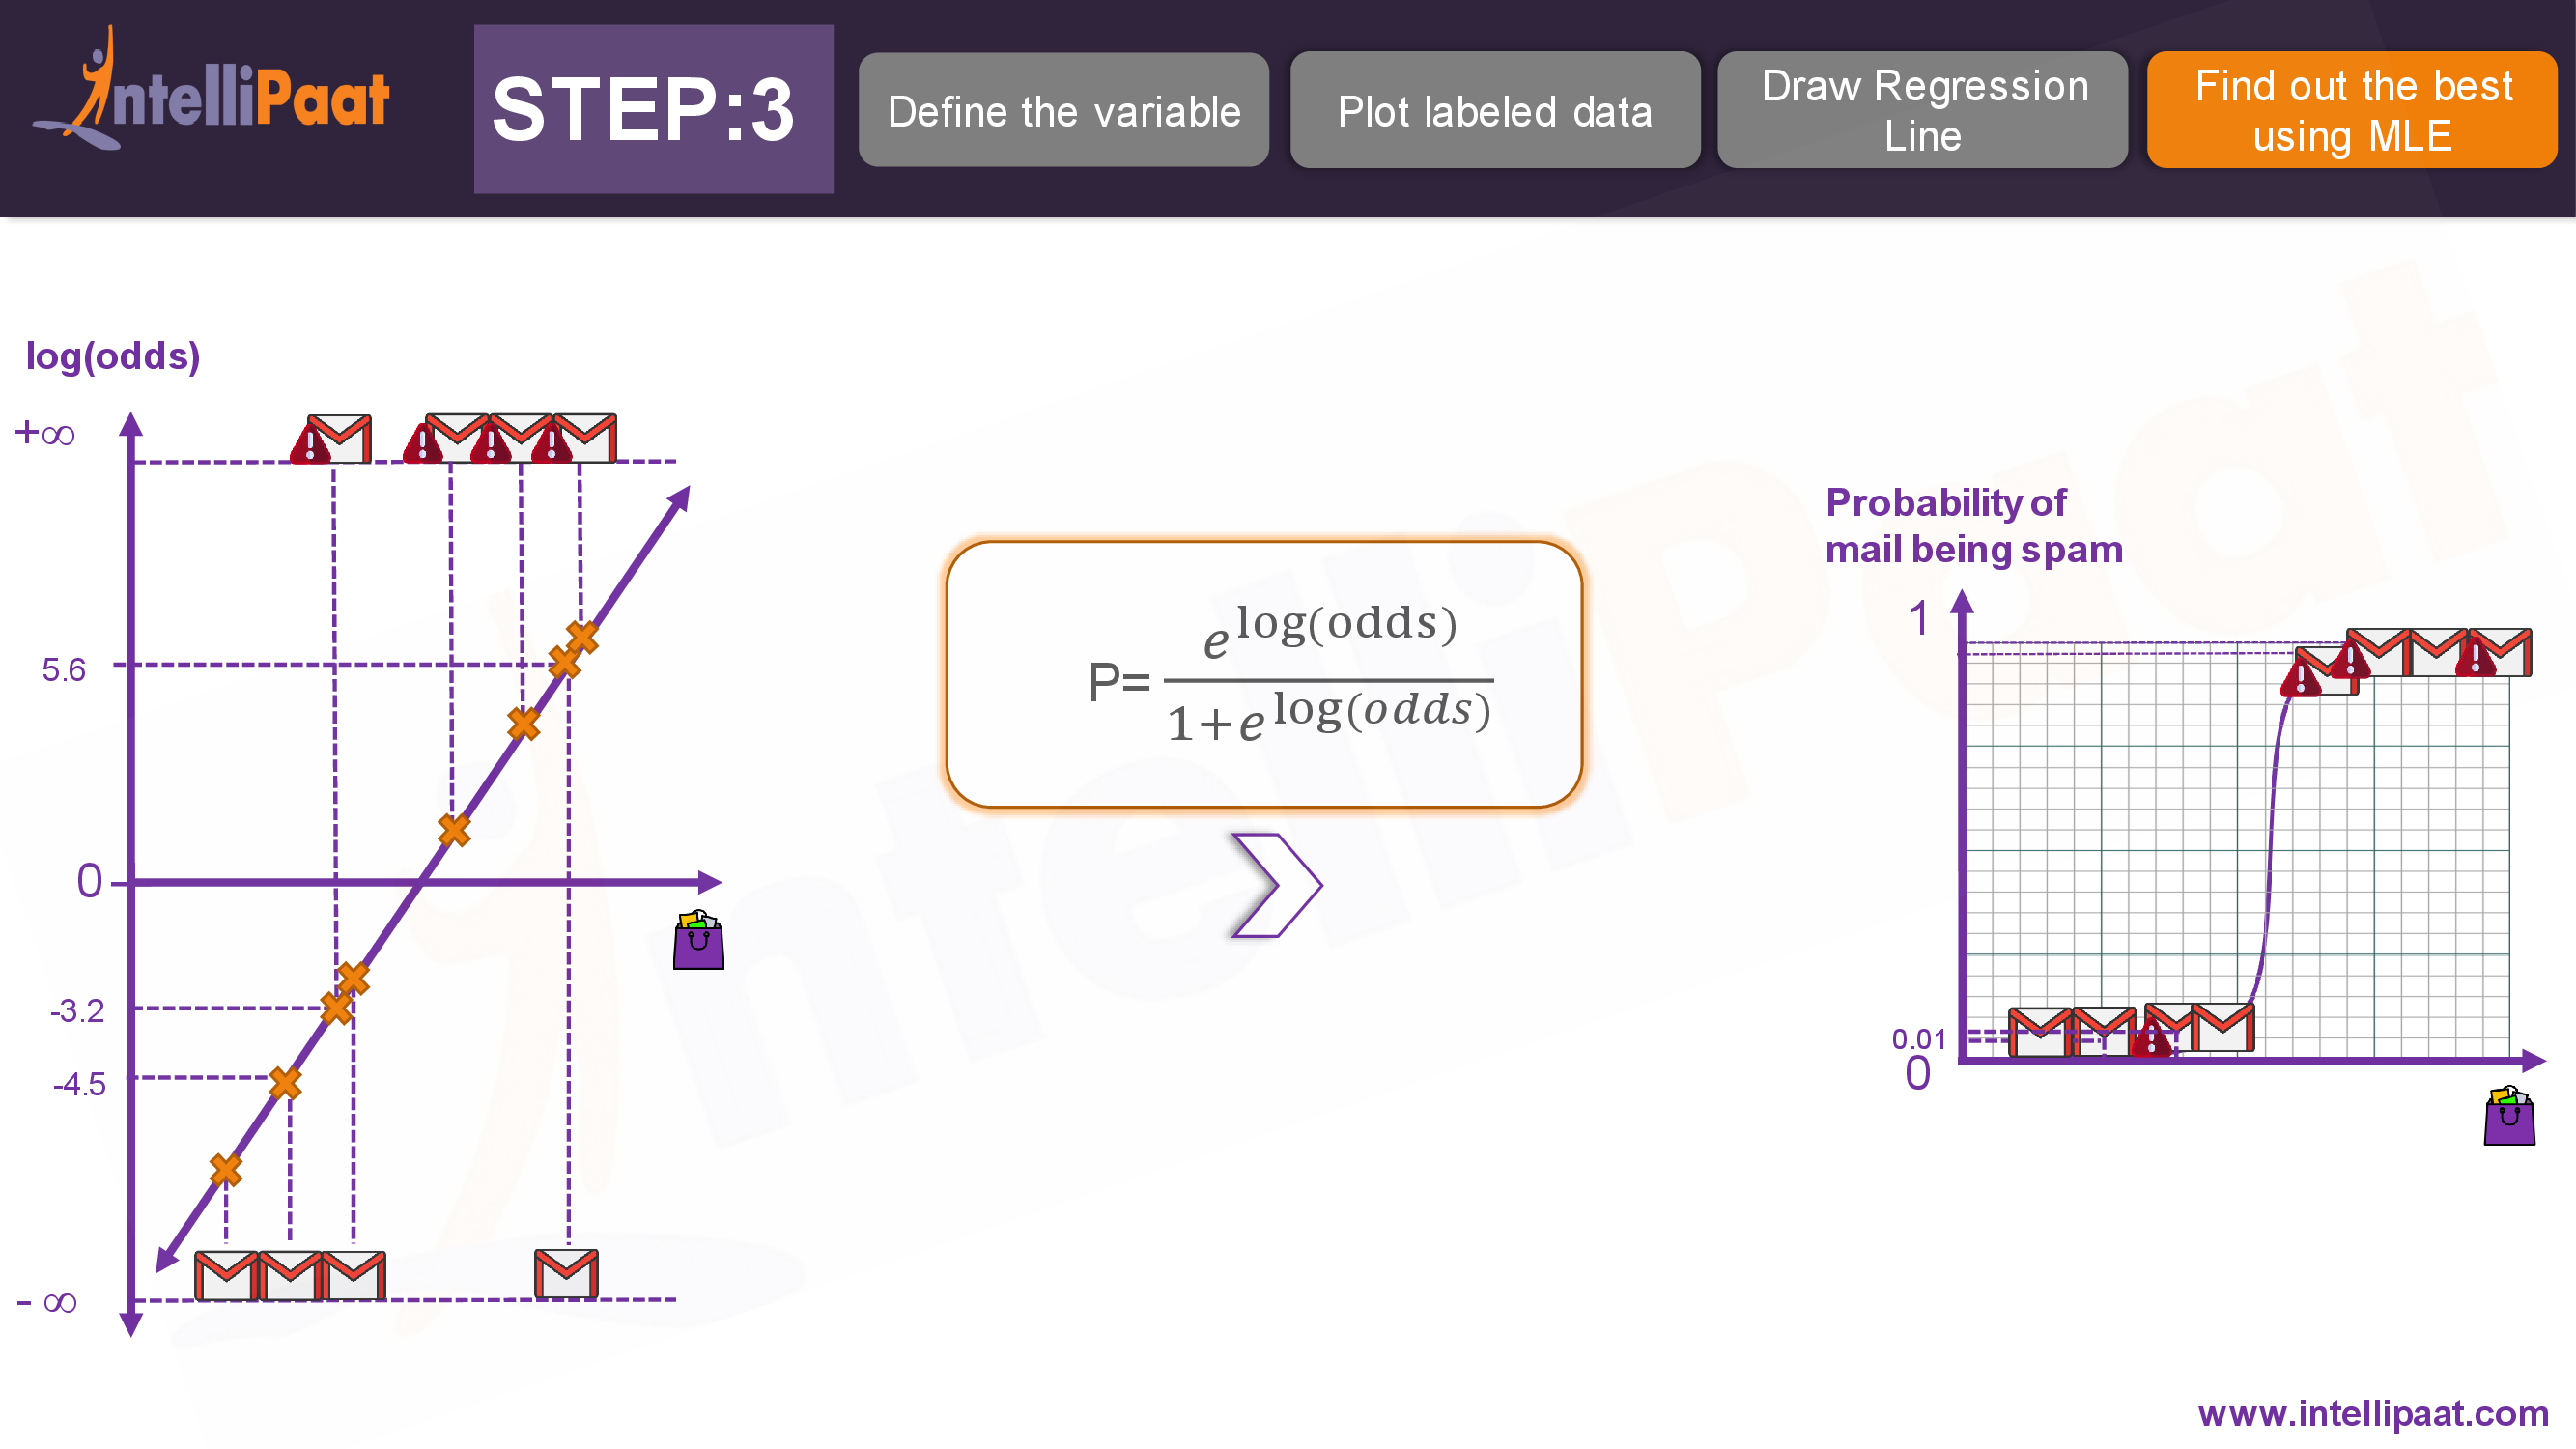 IntelliPaat
STEP:3
Define the variable
Plot labeled data
Draw Regression
Line
Find out the best
using MLE
log(odds)
+∞
5.6
0
-3.2
-4.5
- ∞
P= e^log(odds) / 1+e^log(odds)
Probability of
mail being spam
1
0.01
0
www.intellipaat.com